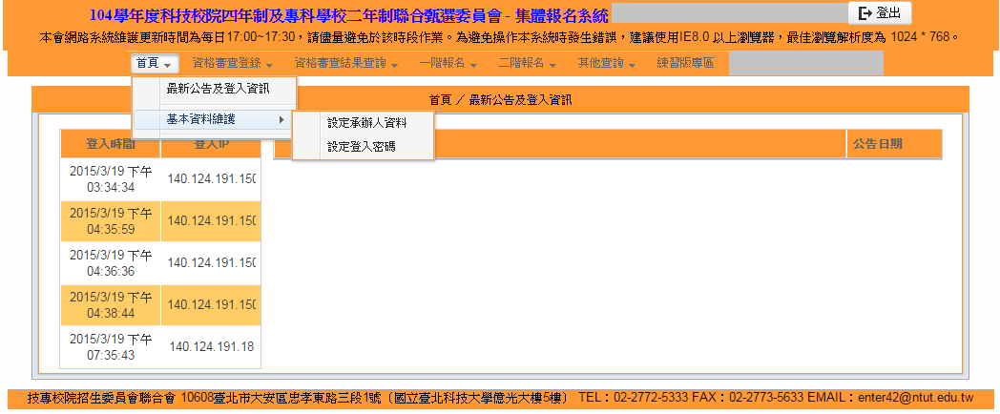 104學年度科技校院四年制及專科學校二年制聯合甄選委員會 - 集體報名系統 登出
本會網路系統維護更新時間為每日17:00~17:30，請儘量避免於該時段作業。為避免操作本系統時發生錯誤，建議使用IE8.0 以上瀏覽器，最佳瀏覽解析度為 1024 * 768。
首頁 資格審查登錄 資格審查結果查詢 一階報名 二階報名 其他查詢 練習版專區
最新公告及登入資訊
首頁 ／ 最新公告及登入資訊
基本資料維護
設定承辦人資料
設定登入密碼
登入時間 登入IP 公告日期
2015/3/19 下午
03:34:34
140.124.191.150
2015/3/19 下午
04:35:59
140.124.191.150
2015/3/19 下午
04:36:36
140.124.191.150
2015/3/19 下午
04:38:44
140.124.191.150
2015/3/19 下午
07:35:43
140.124.191.18
技專校院招生委員會聯合會 10608臺北市大安區忠孝東路三段1號〔國立臺北科技大學億光大樓5樓〕 TEL：02-2772-5333 FAX：02-2773-5633 EMAIL：enter42@ntut.edu.tw